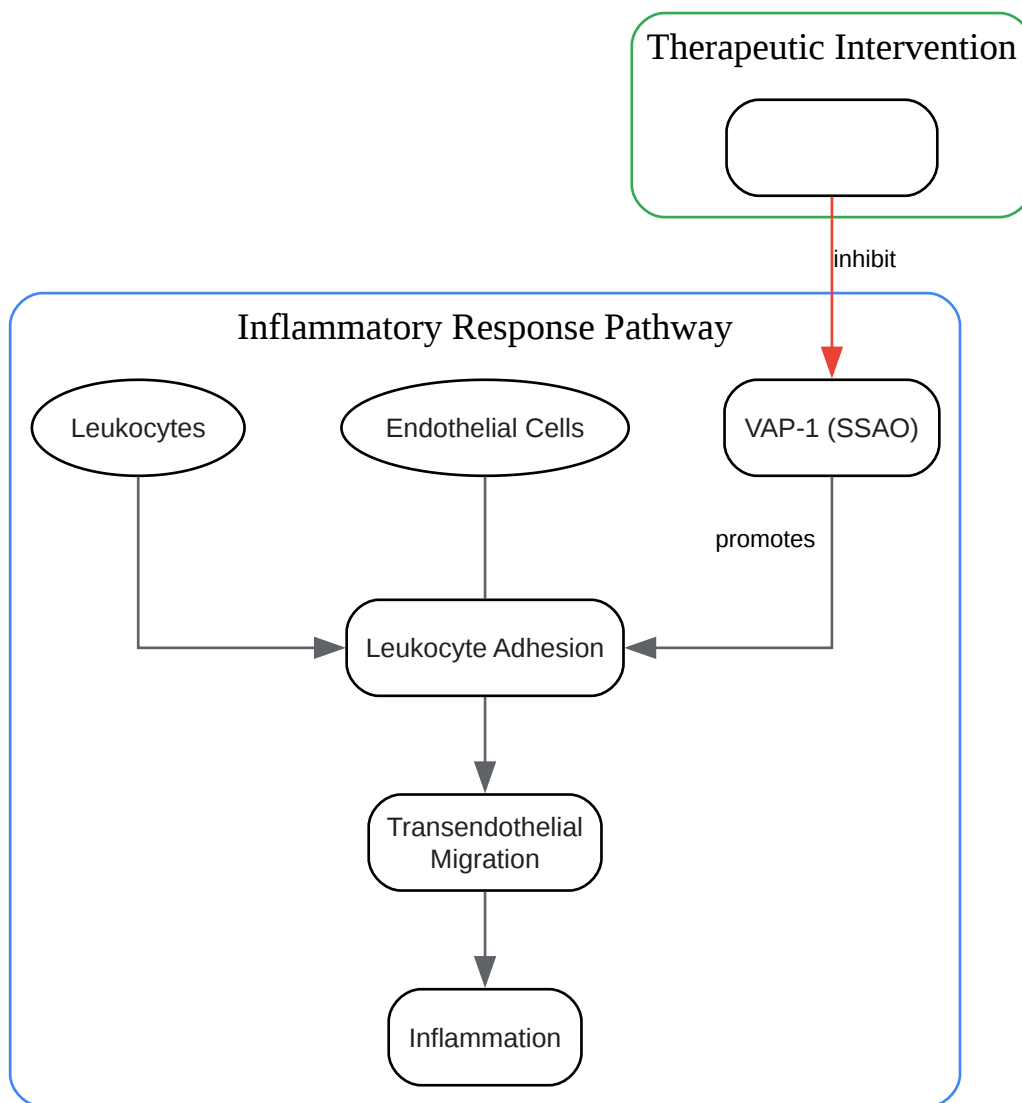 Therapeutic Intervention
inhibit
Inflammatory Response Pathway
Leukocytes
Endothelial Cells
VAP-1 (SSAO)
promotes
Leukocyte Adhesion
Transendothelial
Migration
Inflammation